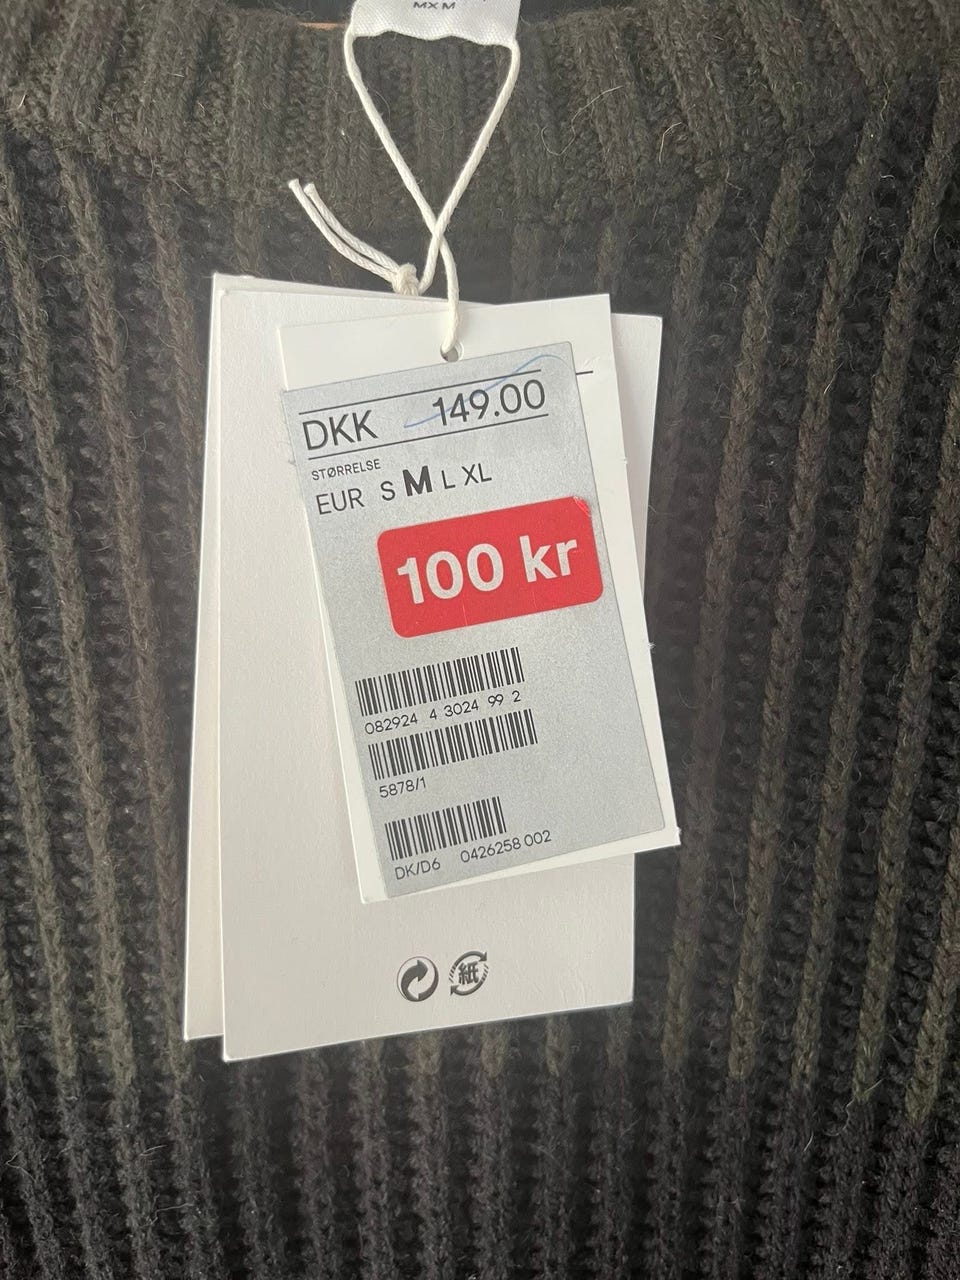 MX M
DKK 149.00
STØRRELSE
EUR S M L XL
100 kr
082924 4 3024 99 2
5878/1
DK/D6 0426258 002
紙